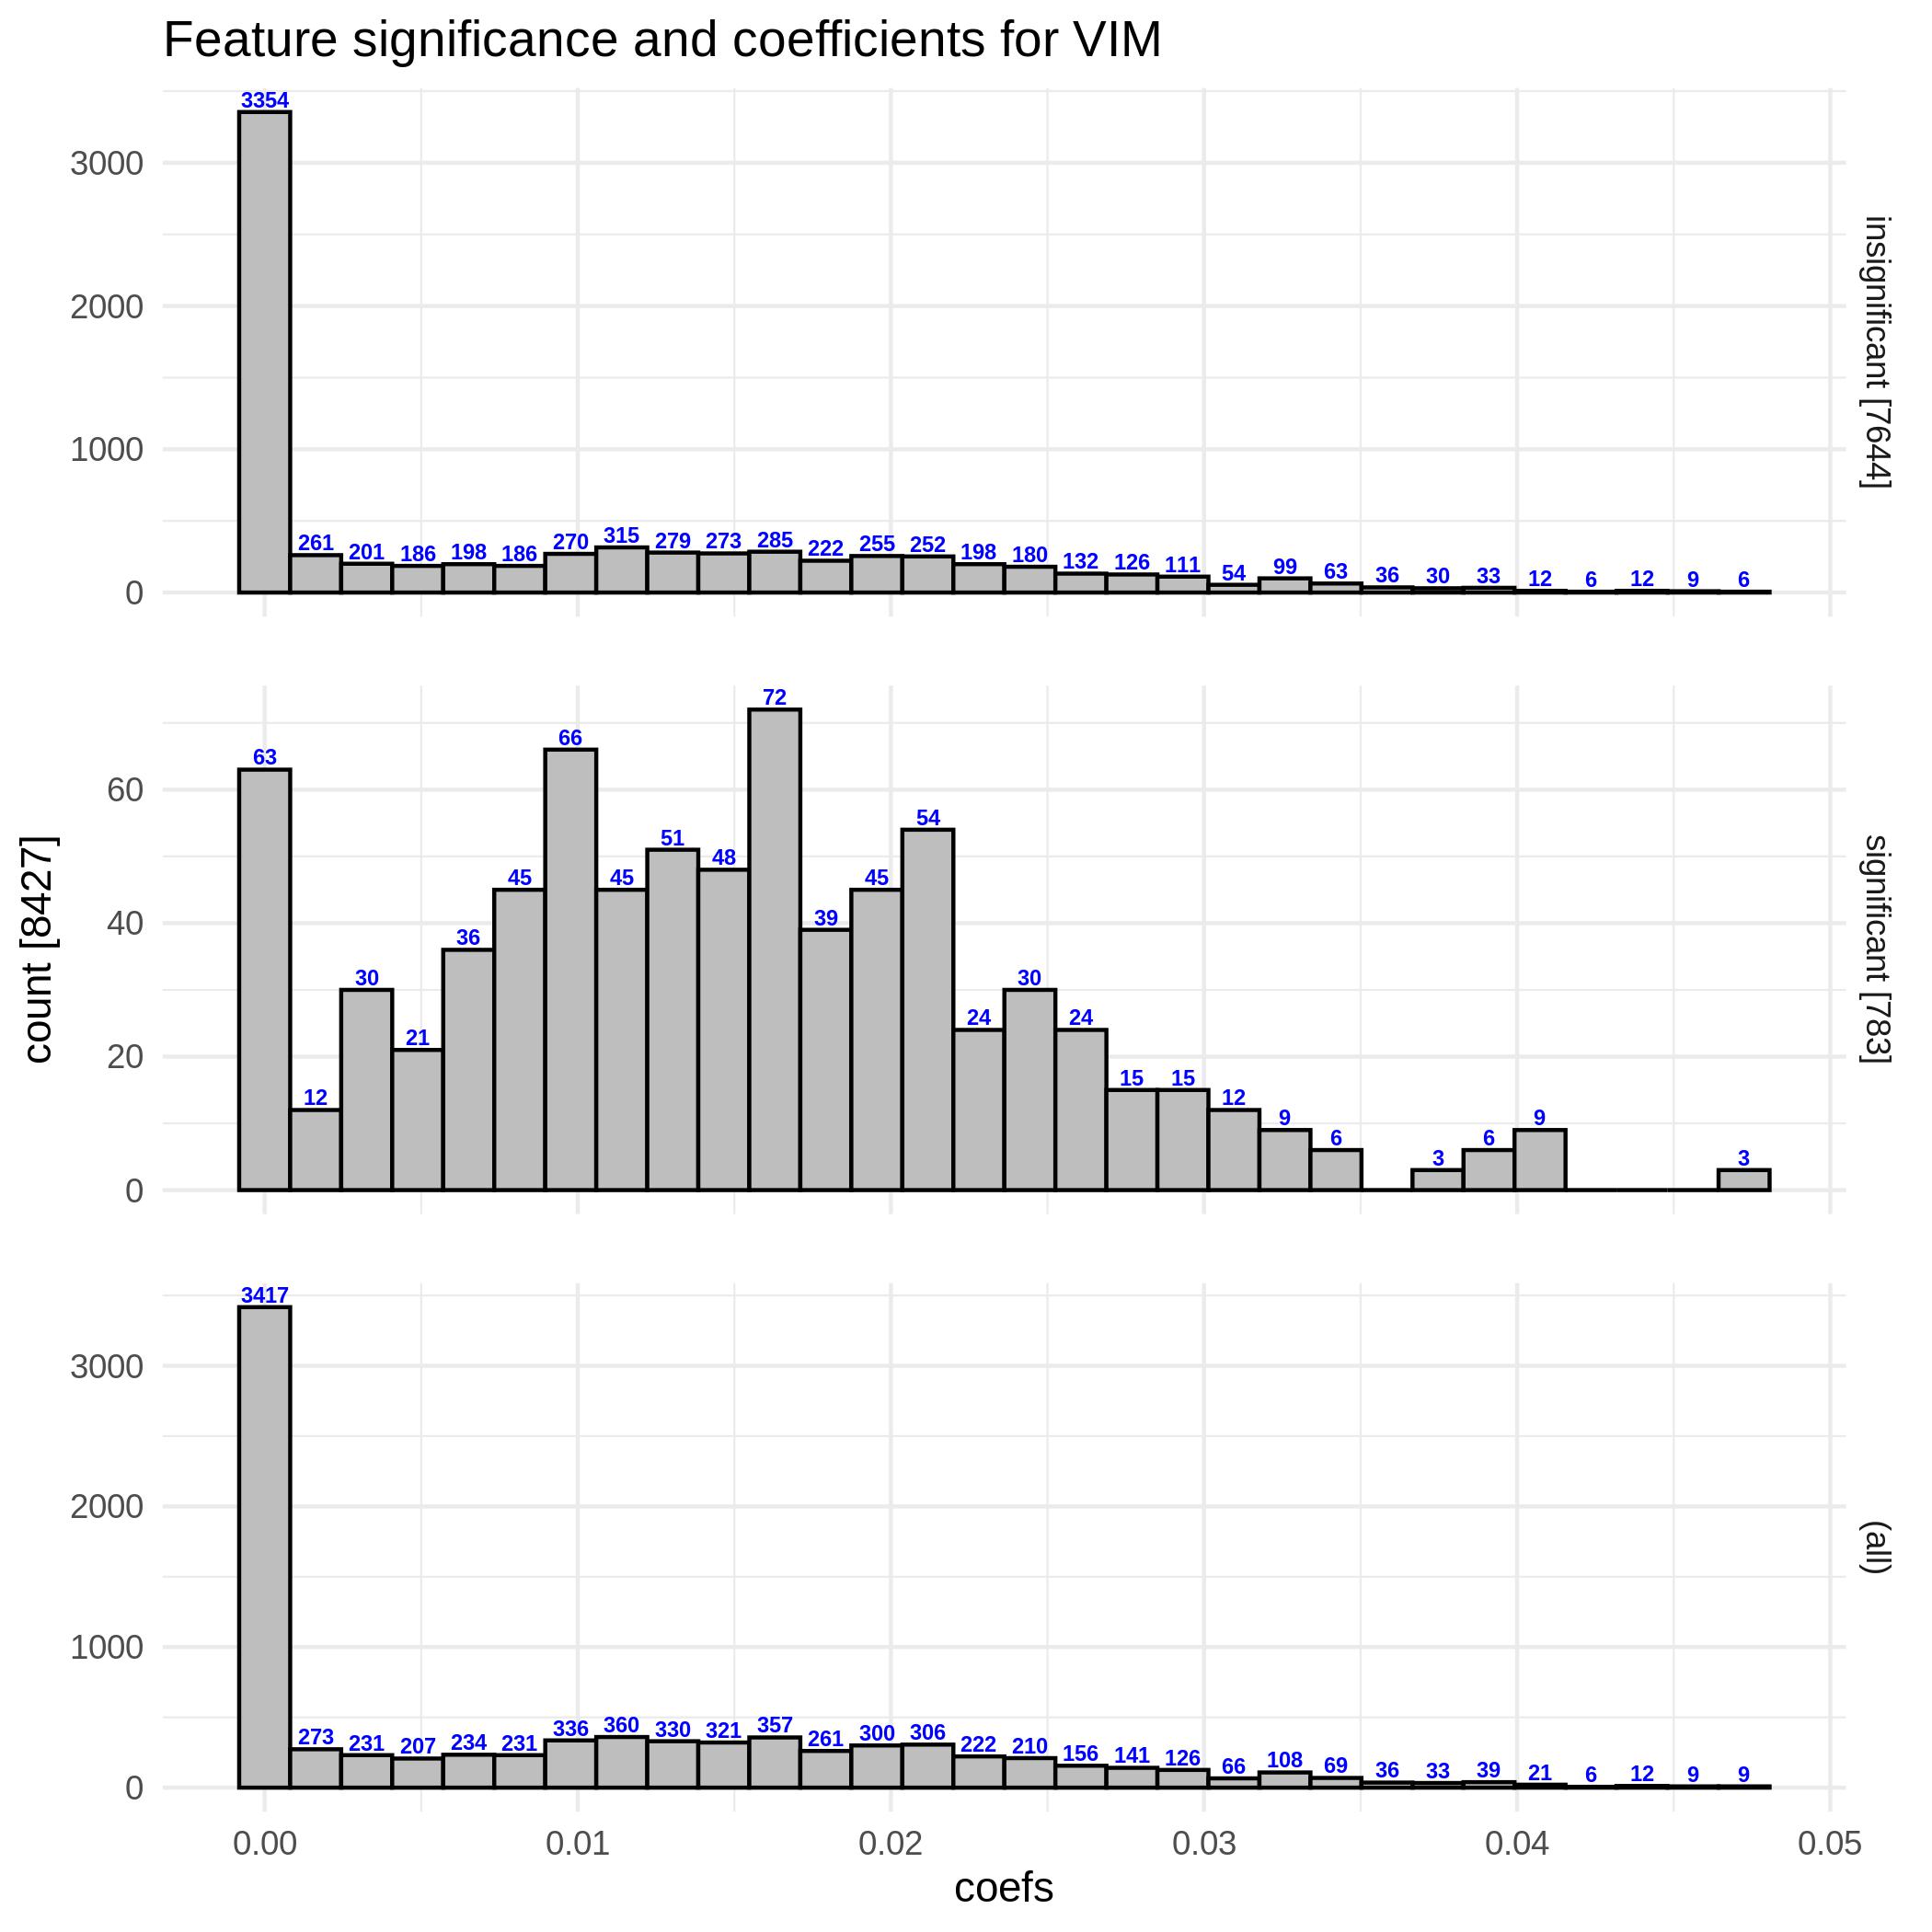 Feature significance and coefficients for VIM
3354
3000
2000
1000
0
261 201 186 198 186 270 315 279 273 285 222 255 252 198 180 132 126 111 54 99 63 36 30 33 12 6 12 9 6
insignificant [7644]
count [8427]
60
40
20
0
63 12 30 21 36 45 66 45 51 48 72 39 45 54 24 30 24 15 15 12 9 6 3 6 9 3
significant [783]
3417
3000
2000
1000
0
273 231 207 234 231 336 360 330 321 357 261 300 306 222 210 156 141 126 66 108 69 36 33 39 21 6 12 9 9
(all)
0.00 0.01 0.02 0.03 0.04 0.05
coefs